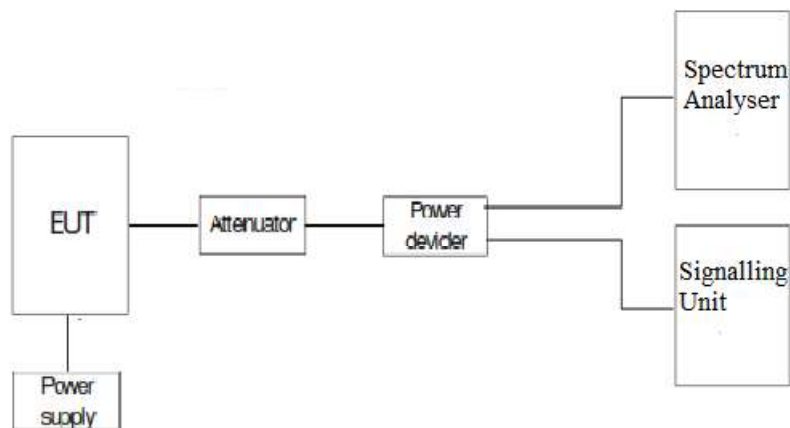 Spectrum
Analyser
EUT
Attenuator
Power
devider
Signalling
Unit
Power
supply